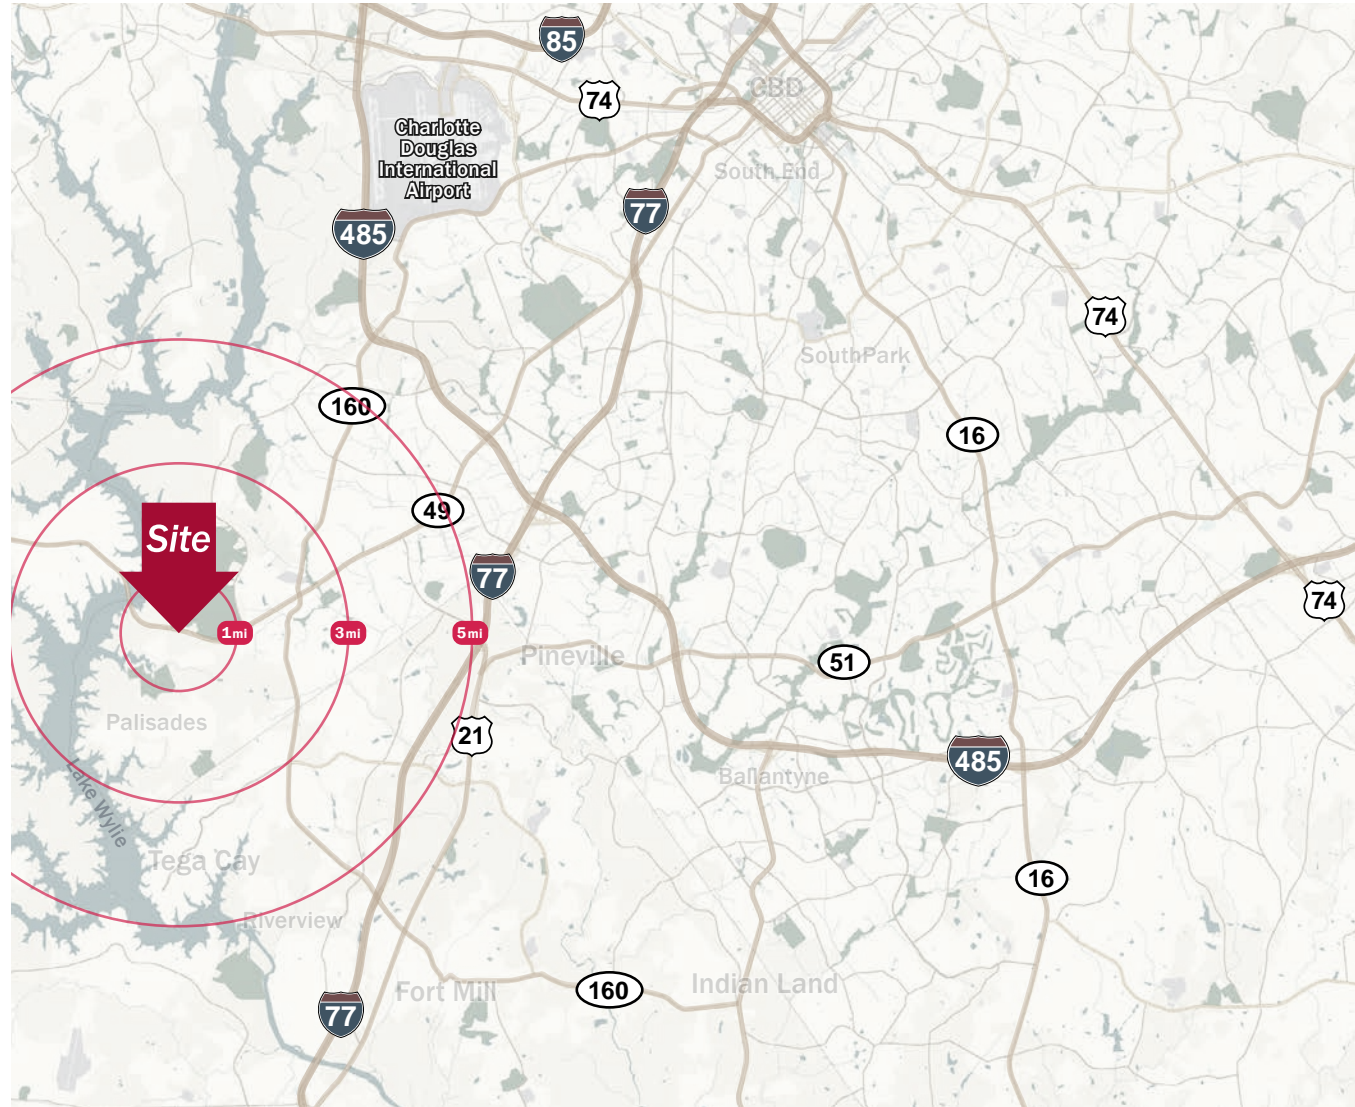 85
74
CBD
Charlotte
Douglas
International
Airport
South End
77
485
74
SouthPark
160
16
49
Site
77
74
1mi
3mi
5mi
Pineville
51
Palisades
21
485
Ballantyne
Lake Wylie
Tega Cay
16
Riverview
Indian Land
Fort Mill
160
77